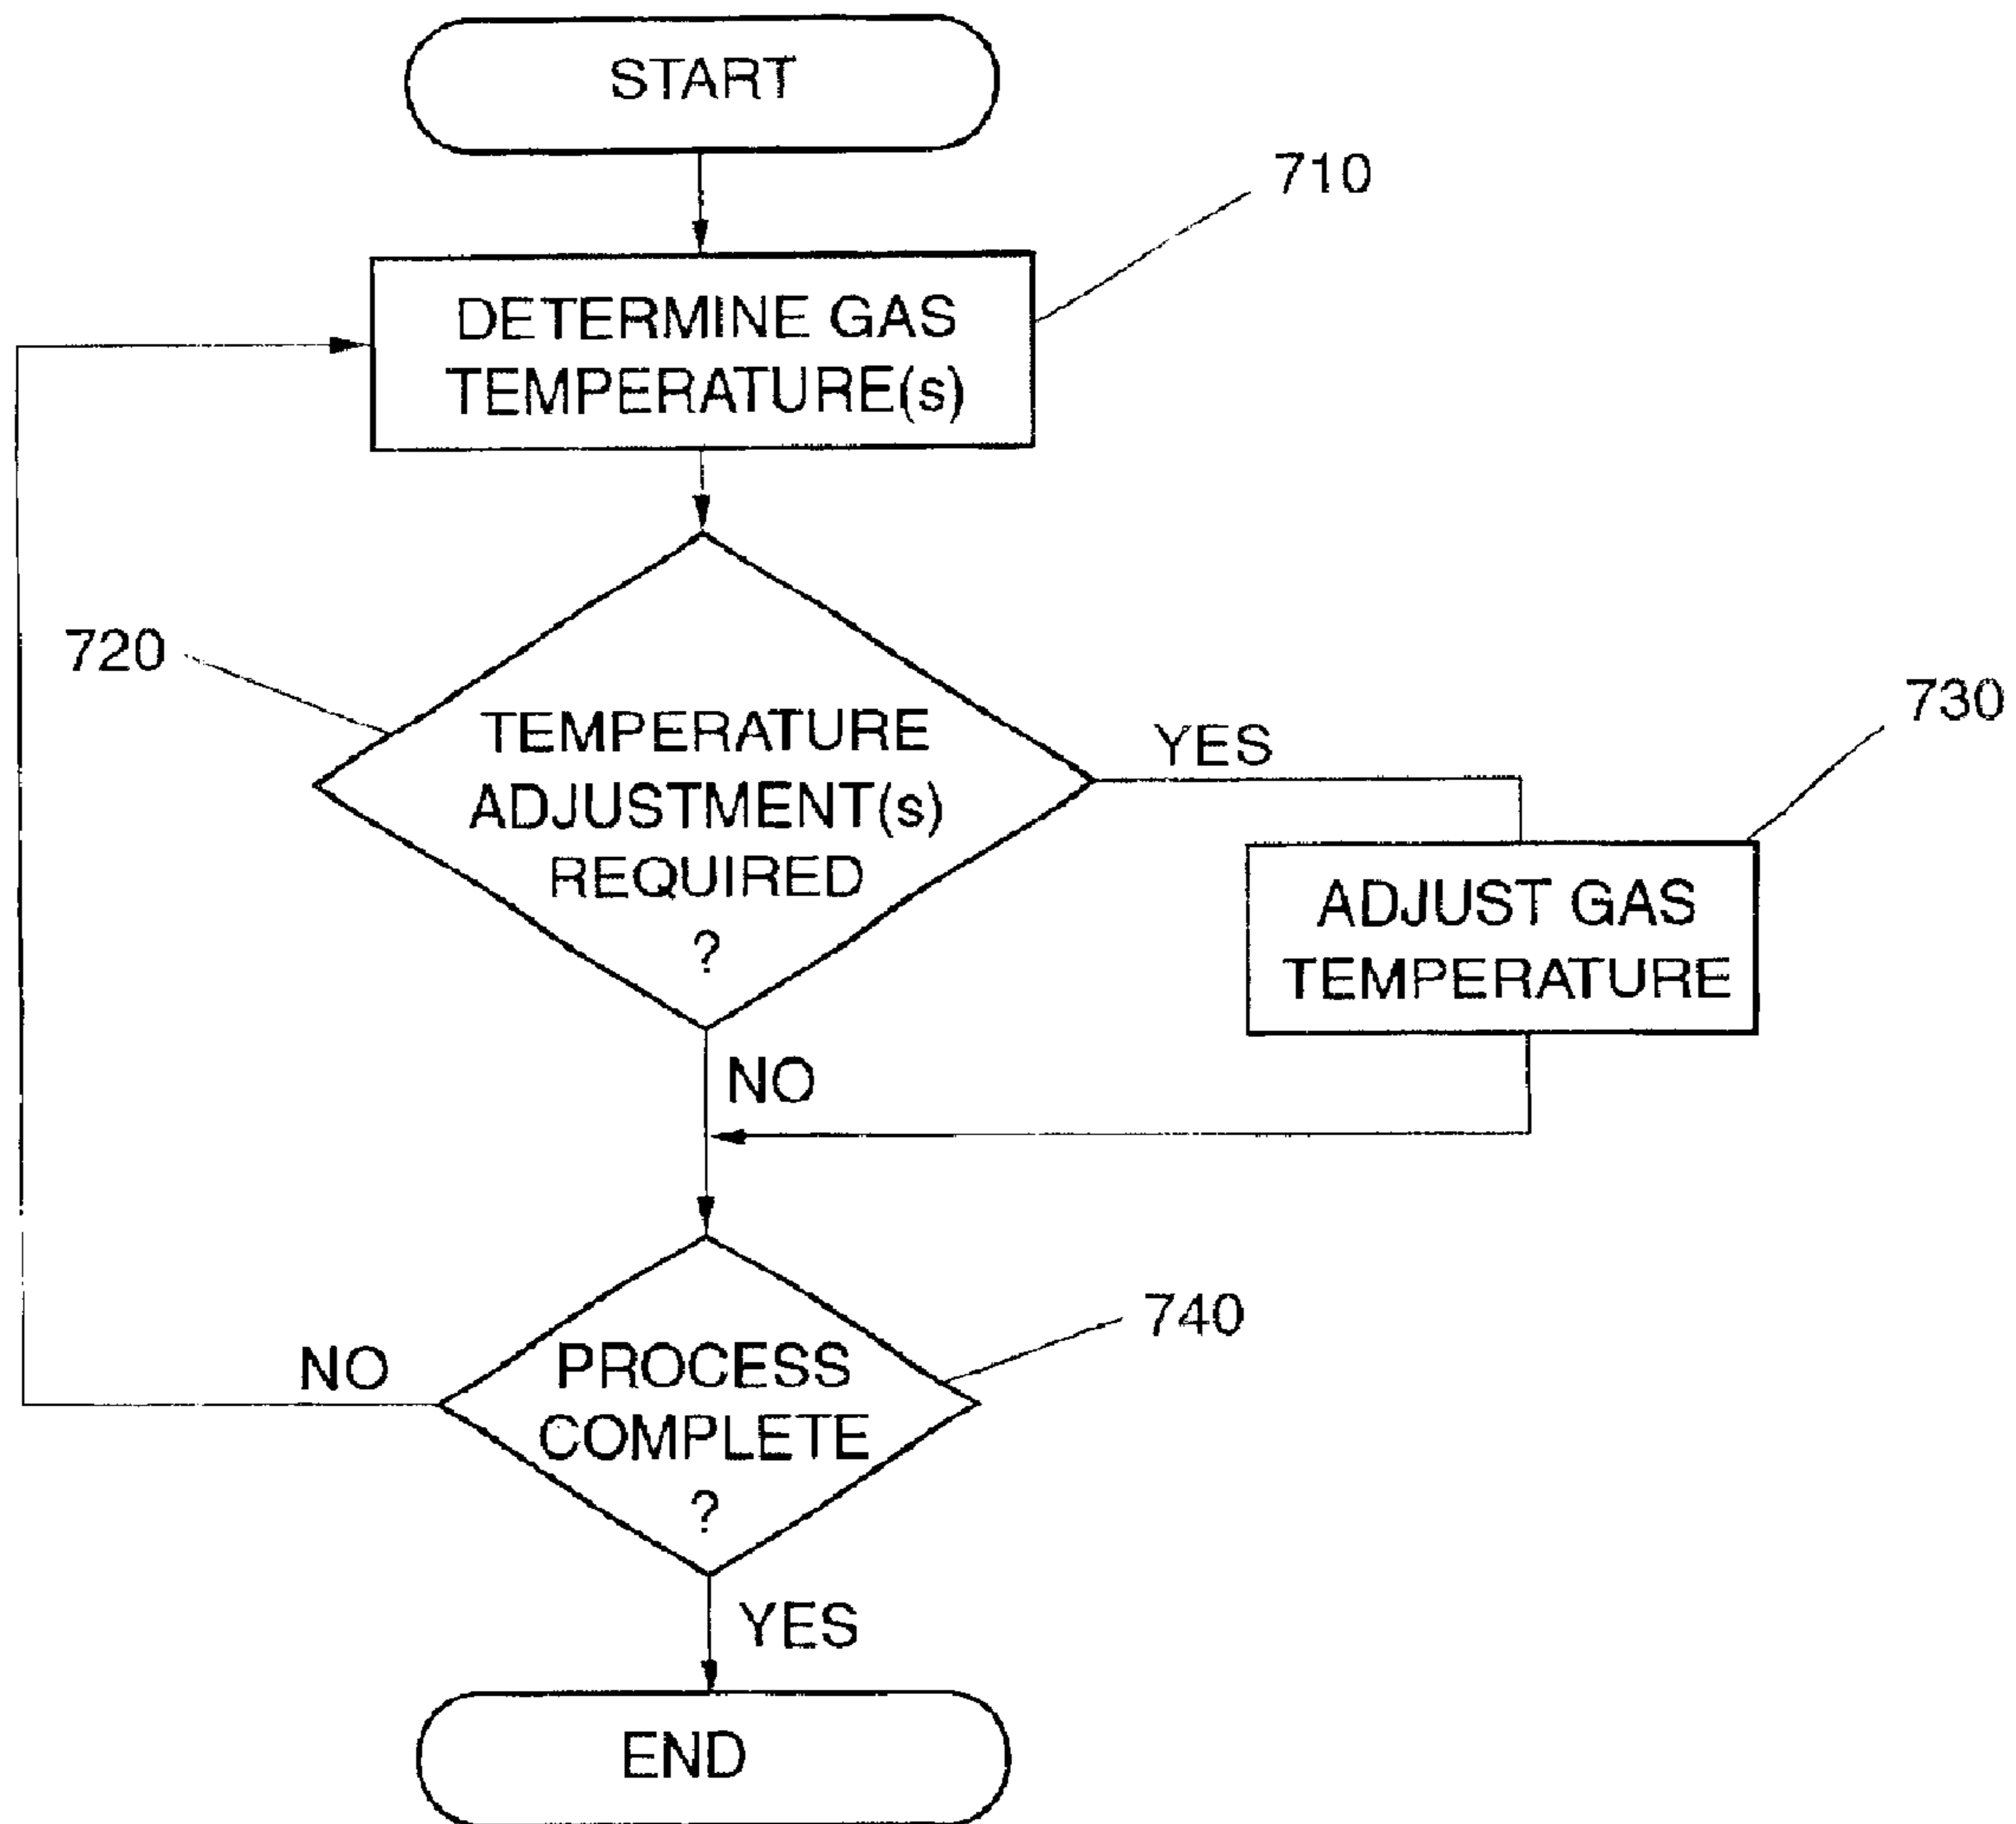 START
710
DETERMINE GAS
TEMPERATURE(s)
720
TEMPERATURE
ADJUSTMENT(s)
REQUIRED
?
YES
730
ADJUST GAS
TEMPERATURE
NO
740
PROCESS
COMPLETE
?
NO
YES
END